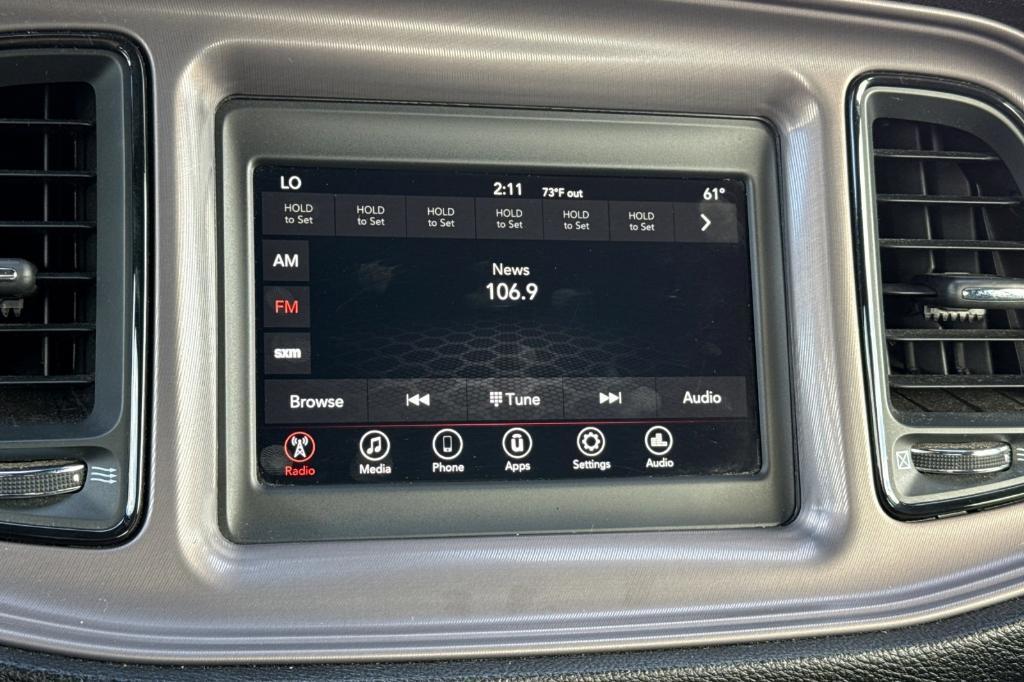 LO 2:11 73°F out 61°
HOLD to Set HOLD to Set HOLD to Set HOLD to Set HOLD to Set HOLD to Set
AM
News
106.9
FM
sxm
Browse Tune Audio
Radio Media Phone Apps Settings Audio